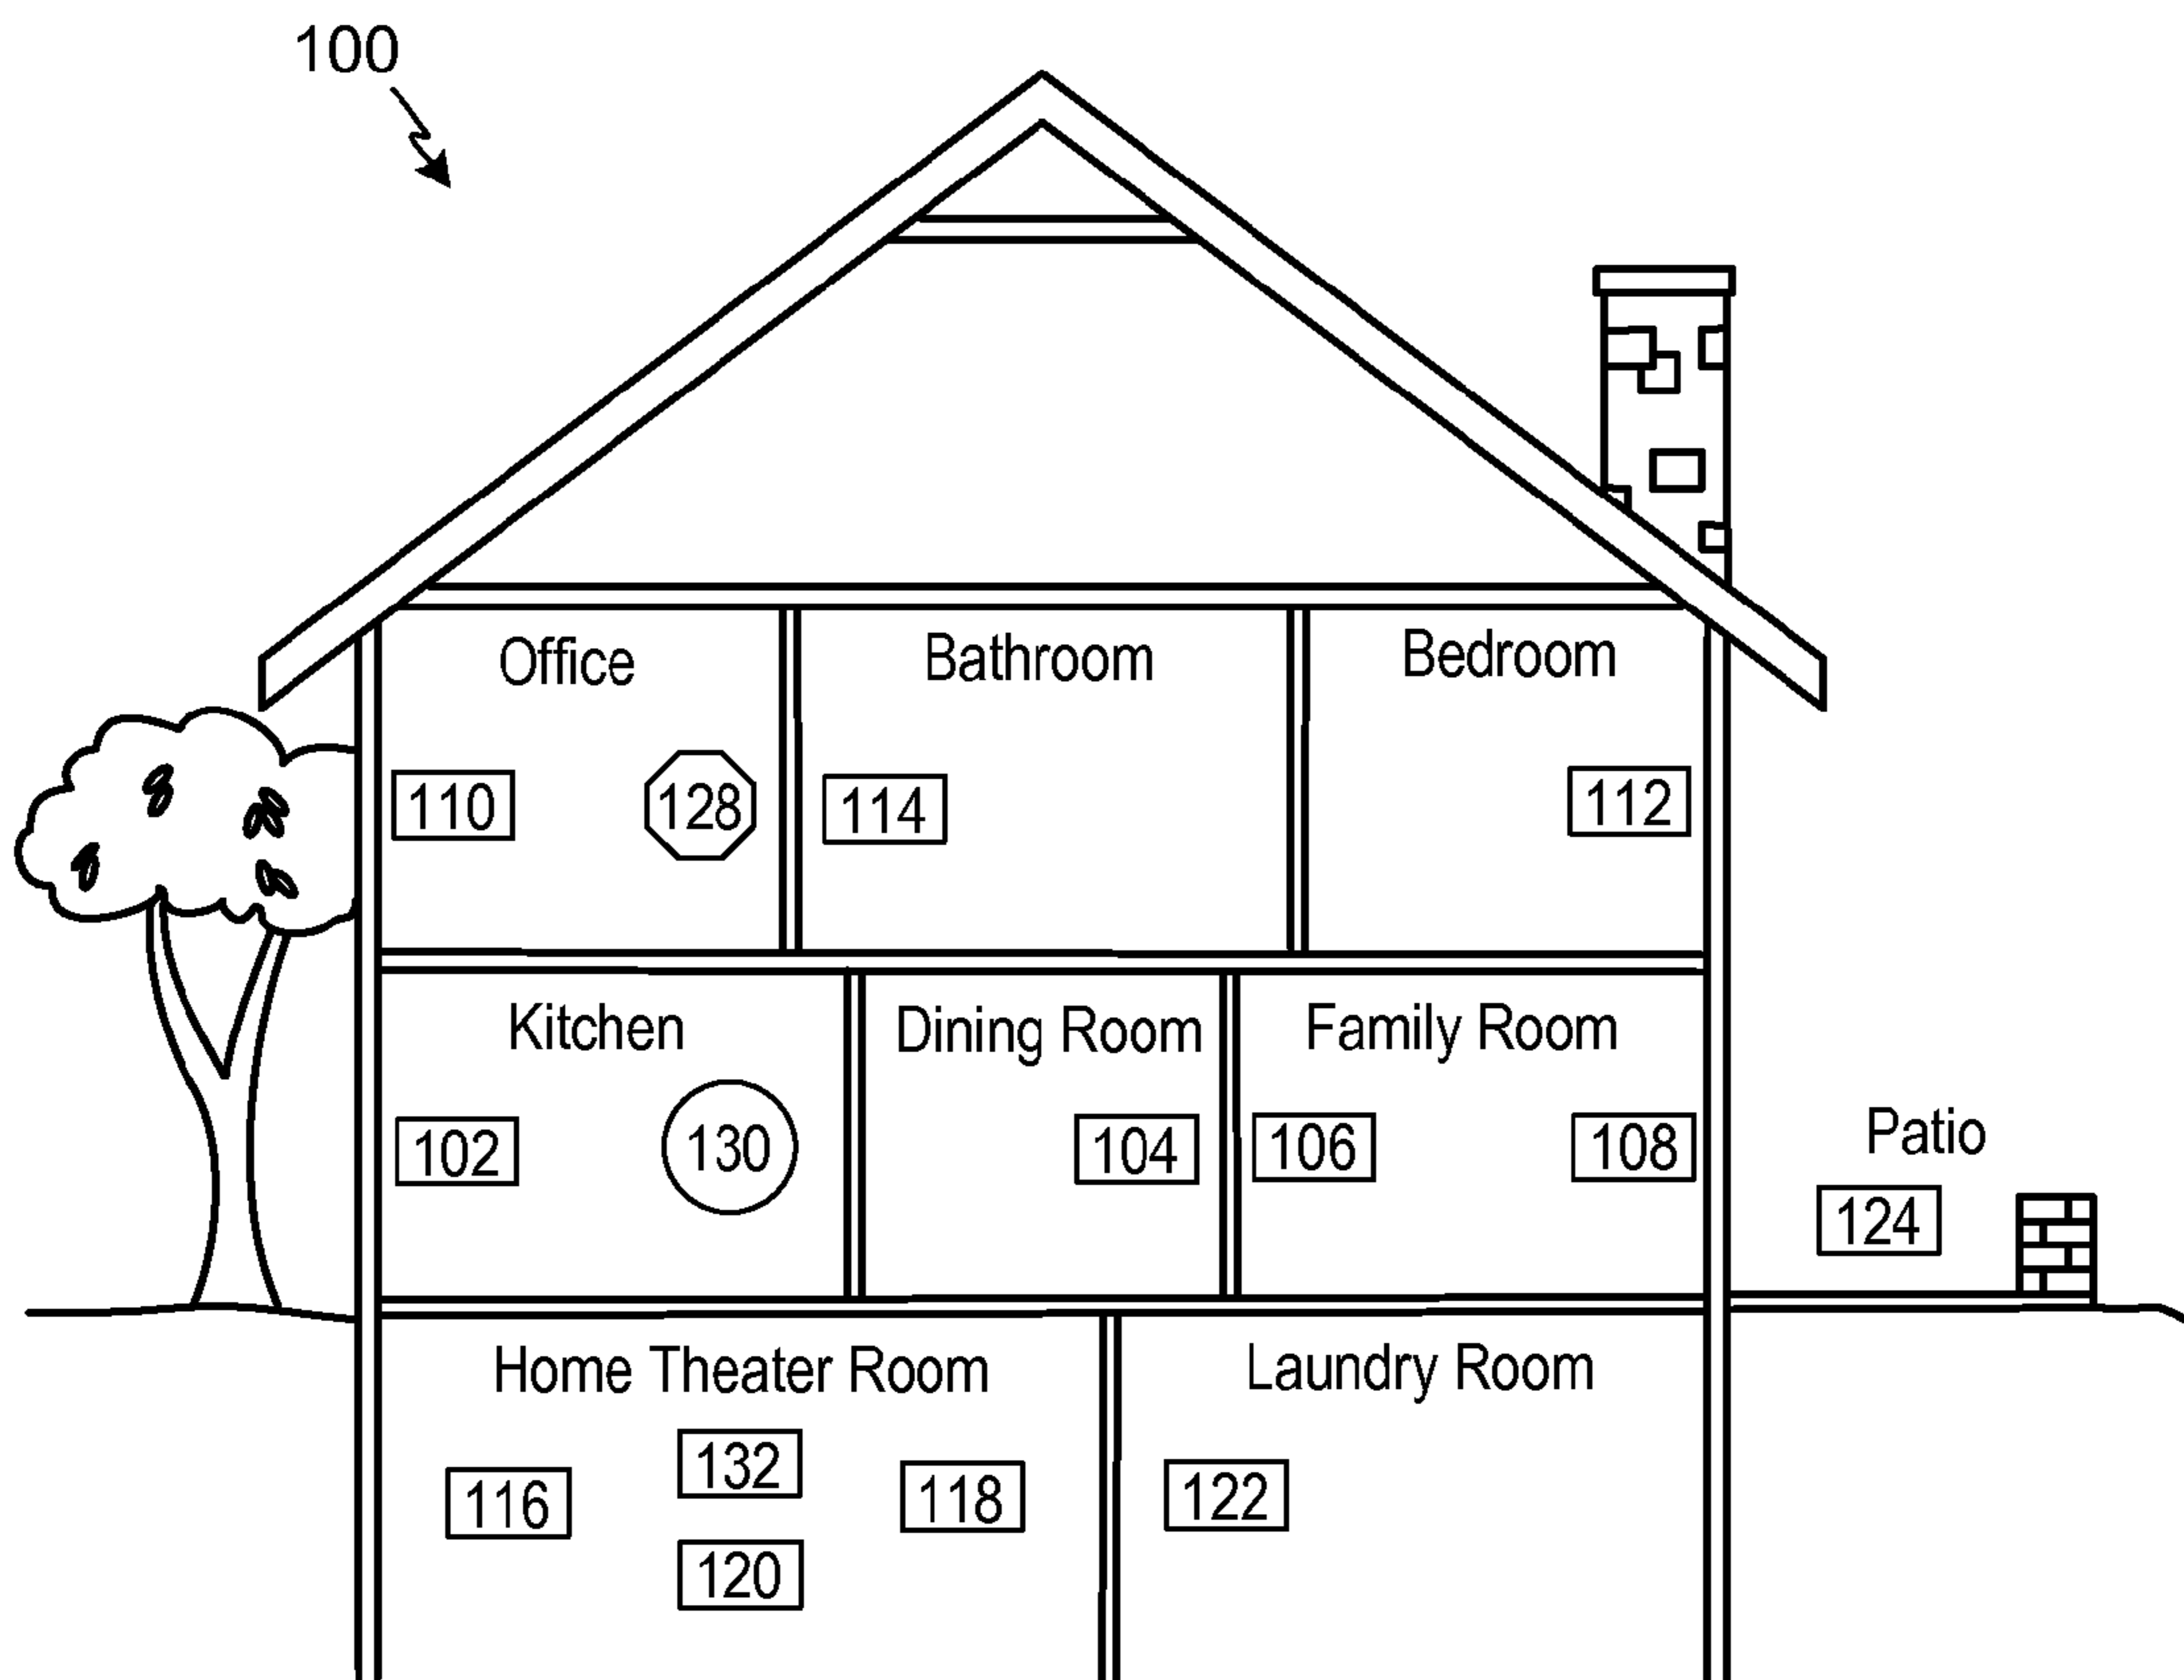 100
Office
Bathroom
Bedroom
110
128
114
112
Kitchen
Dining Room
Family Room
102
130
104
106
108
Patio
124
Home Theater Room
Laundry Room
132
116
118
122
120